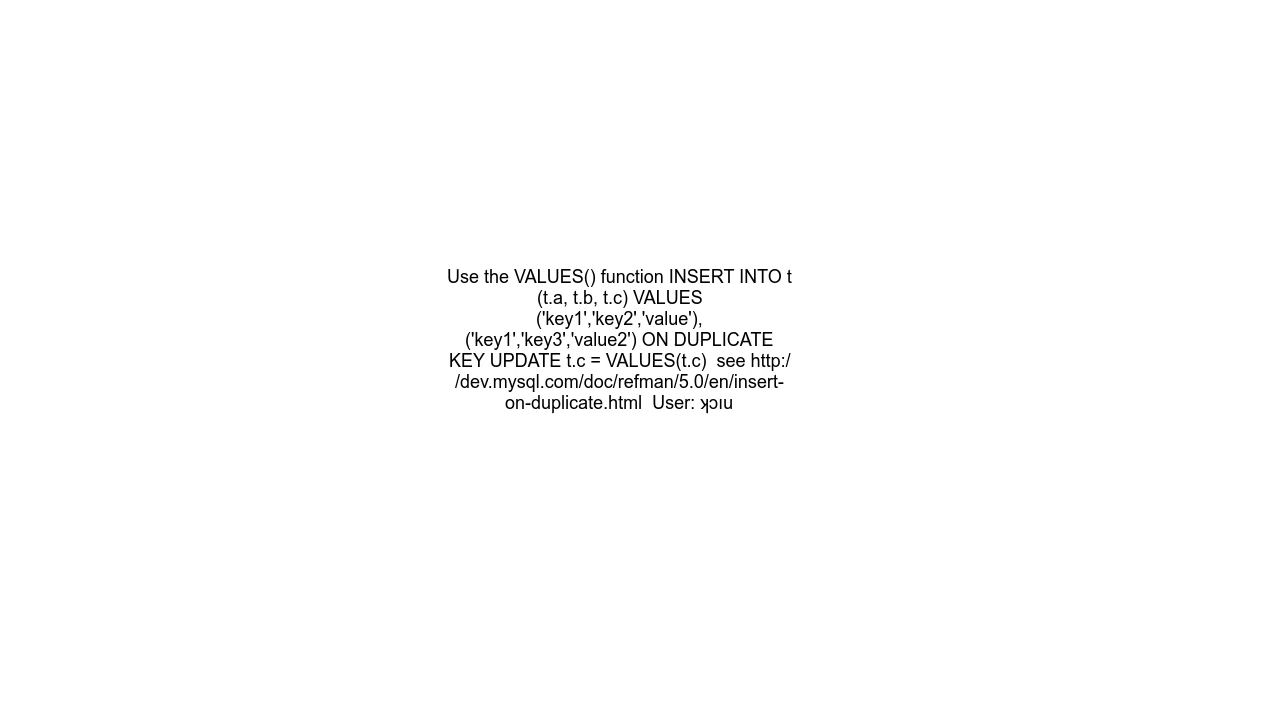 Use the VALUES() function INSERT INTO t
(t.a, t.b, t.c) VALUES
('key1','key2','value'),
('key1','key3','value2') ON DUPLICATE
KEY UPDATE t.c = VALUES(t.c)  see http:/
/dev.mysql.com/doc/refman/5.0/en/insert-
on-duplicate.html  User: ʞɔıu